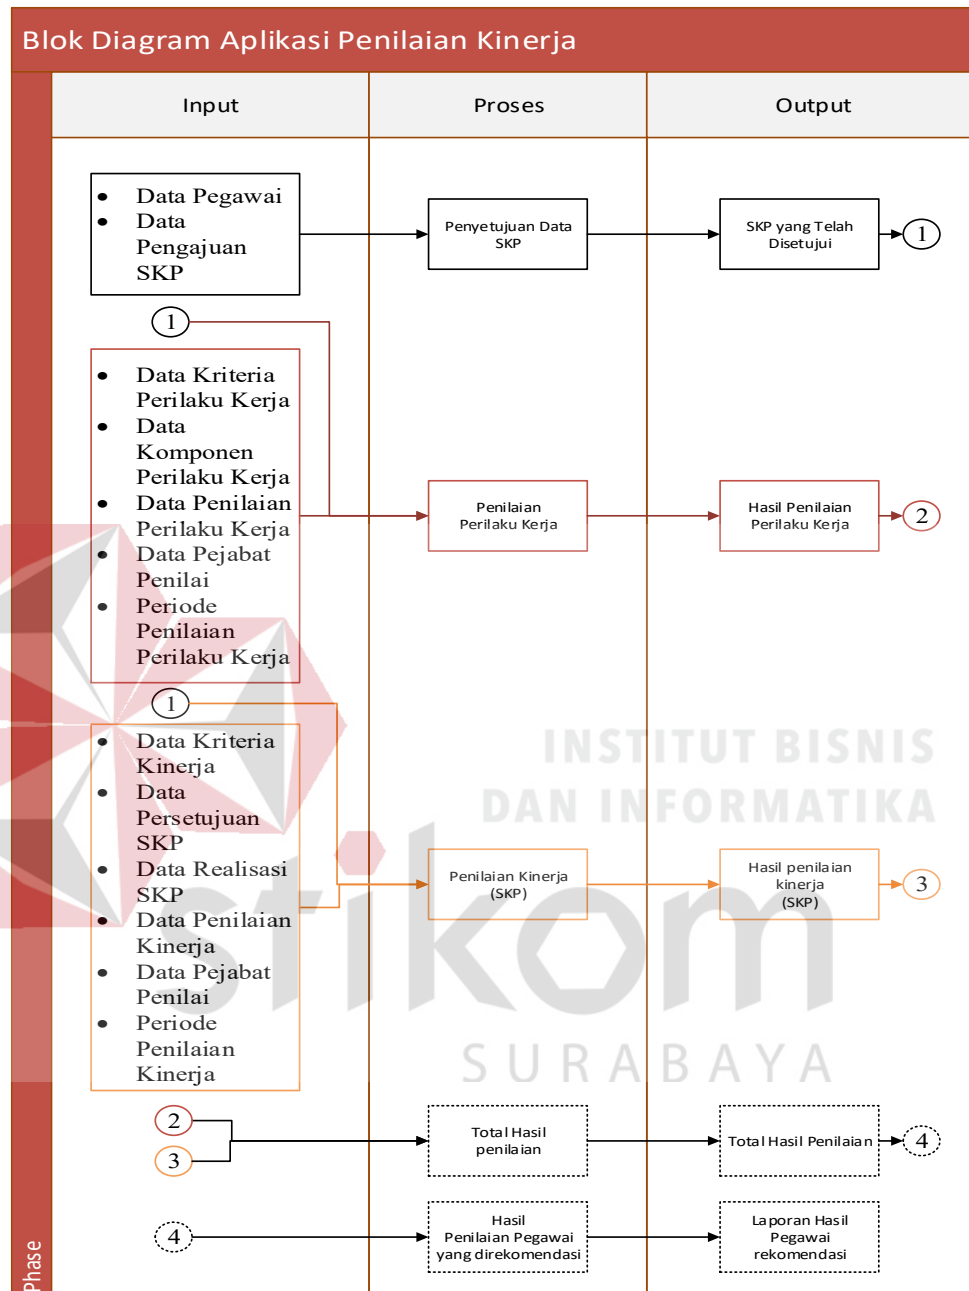 Blok Diagram Aplikasi Penilaian Kinerja
Input
Proses
Output
• Data Pegawai
• Data
Pengajuan
SKP
Penyetujuan Data
SKP
SKP yang Telah
Disetujui
1
1
• Data Kriteria
Perilaku Kerja
• Data
Komponen
Perilaku Kerja
• Data Penilaian
Perilaku Kerja
• Data Pejabat
Penilai
• Periode
Penilaian
Perilaku Kerja
Penilaian
Perilaku Kerja
Hasil Penilaian
Perilaku Kerja
2
1
• Data Kriteria
Kinerja
• Data
Persetujuan
SKP
• Data Realisasi
SKP
• Data Penilaian
Kinerja
• Data Pejabat
Penilai
• Periode
Penilaian
Kinerja
Penilaian Kinerja
(SKP)
Hasil penilaian
kinerja
(SKP)
3
INSTITUT BISNIS
DAN INFORMATIKA
stikom
SURABAYA
2
3
Total Hasil
penilaian
Total Hasil Penilaian
4
4
Hasil
Penilaian Pegawai
yang direkomendasi
Laporan Hasil
Pegawai
rekomendasi
Phase